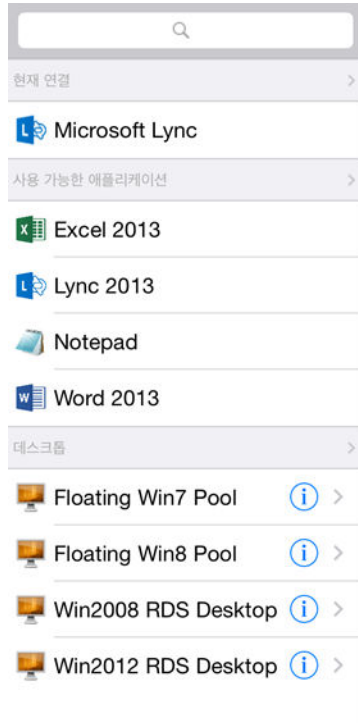 현재 연결
Microsoft Lync
사용 가능한 애플리케이션
Excel 2013
Lync 2013
Notepad
Word 2013
데스크톱
Floating Win7 Pool
Floating Win8 Pool
Win2008 RDS Desktop
Win2012 RDS Desktop